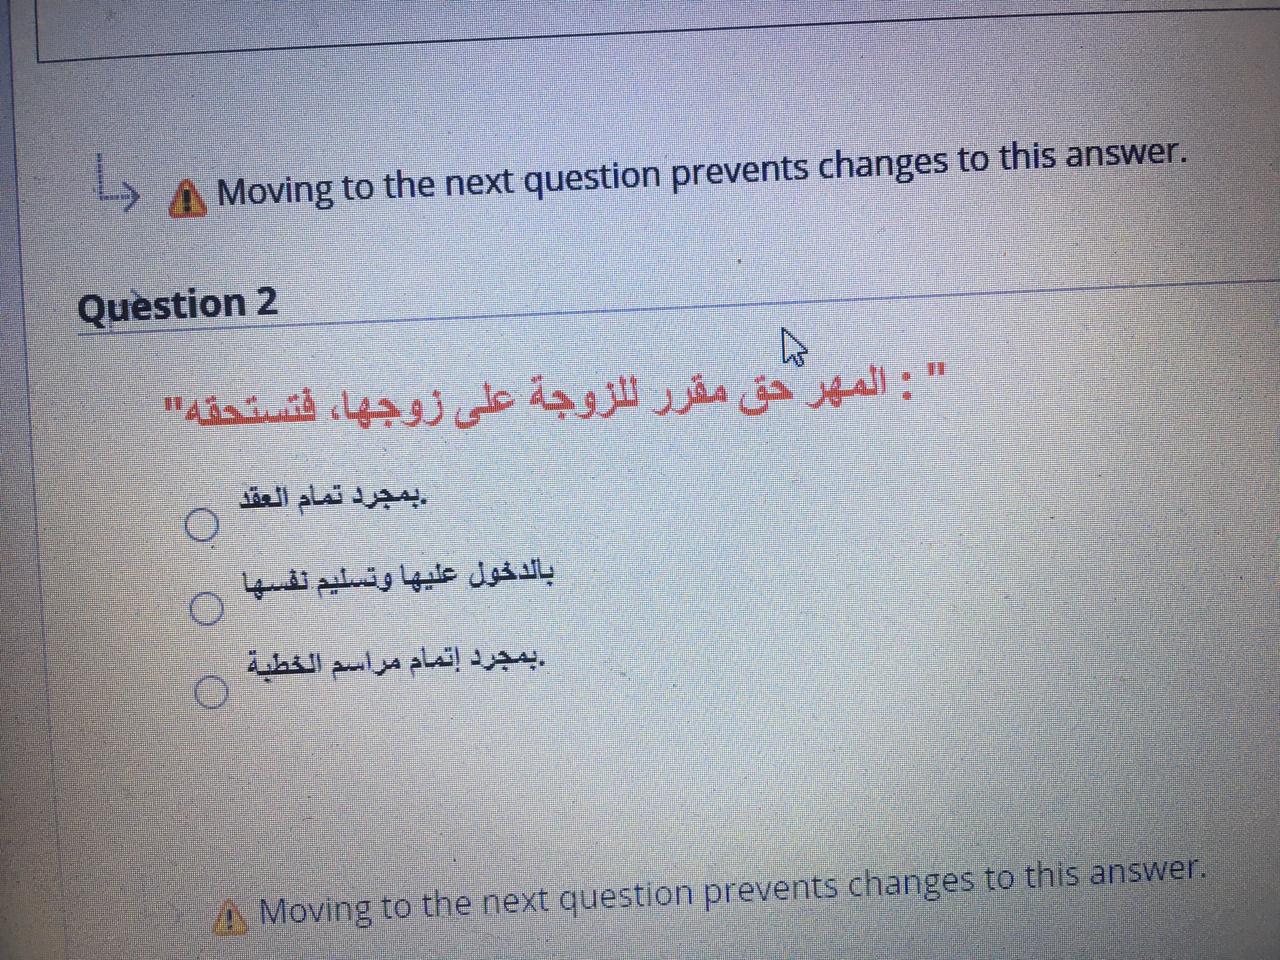 Moving to the next question prevents changes to this answer.
Question 2
" : المهر حق مقرر للزوجة على زوجها، فتستحقه"
.بمجرد تمام العقد
بالدخول عليها وتسليم نفسها
.بمجرد إتمام مراسم الخطبة
Moving to the next question prevents changes to this answer.